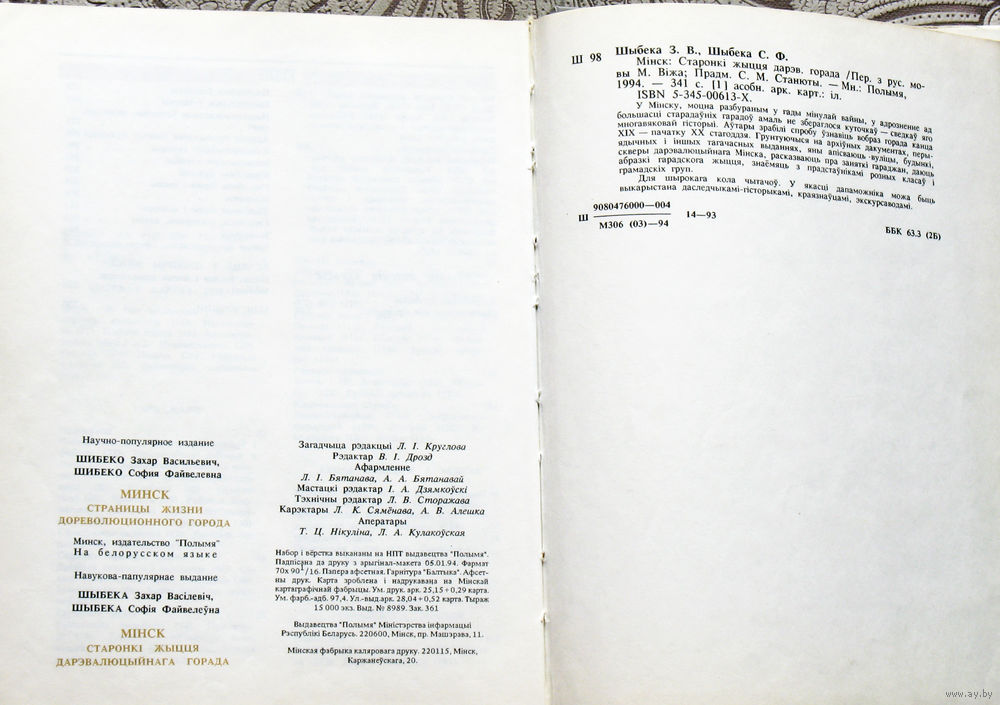 Научно-популярное издание
ШИБЕКО Захар Васильевич,
ШИБЕКО София Файвелевна
МИНСК
СТРАНИЦЫ ЖИЗНИ
ДОРЕВОЛЮЦИОННОГО ГОРОДА
Минск, издательство "Полымя"
На белорусском языке
Навукова-папулярнае выданне
ШЫБЕКА Захар Васілевіч,
ШЫБЕКА Софія Файвелеўна
МІНСК
СТАРОНКІ ЖЫЦЦЯ
ДАРЭВАЛЮЦЫЙНАГА ГОРАДА
Загадчыца рэдакцыі Л. І. Круглова
Рэдактар В. І. Дрозд
Афармленне
Л. І. Бятанава, А. А. Бятанавай
Мастацкі рэдактар І. А. Дзямкоўскі
Тэхнічны рэдактар Л. В. Сторажава
Карэктары Л. К. Сямёнава, А. В. Алешка
Аператары
Т. Ц. Нікуліна, Л. А. Кулакоўская
Набор і вёрстка выкананы на НПТ выдавецтва "Полымя".
Падпісана да друку з арыгінал-макета 05.01.94. Фармат
70х 90 1/16. Папера афсетная. Гарнітура "Балтыка". Афсет-
ны друк. Карта зроблена і надрукавана на Мінскай
картаграфічнай фабрыцы. Ум. друк. арк. 25,15 + 0,29 карта.
Ум. фарб.-адб. 97,4. Ул.-выд.арк. 28,04 + 0,52 карта. Тыраж
15 000 экз. Выд. № 8989. Зак. 361
Выдавецтва "Полымя" Міністэрства інфармацыі
Рэспублікі Беларусь. 220600, Мінск, пр. Машэрава, 11.
Мінская фабрыка каляровага друку. 220115, Мінск,
Каржанеўскага, 20.
Ш 98
Шыбека З. В., Шыбека С. Ф.
Мінск: Старонкі жыцця дарэв. горада /Пер. з рус. мо-
вы М. Віжа; Прадм. С. М. Станюты. — Мн.: Полымя,
1994. — 341 с. [1] асобн. арк. карт.: іл.
ISBN 5-345-00613-X.
У Мінску, моцна разбураным у гады мінулай вайны, у адрозненне ад
большасці старадаўніх гарадоў амаль не збераглося куточкаў — сведкаў яго
многавяковай гісторыі. Аўтары зрабілі спробу ўзнавіць вобраз горада канца
XIX — пачатку XX стагоддзя. Грунтуючыся на архіўных дакументах, перы-
ядычных і іншых тагачасных выданнях, яны апісваюць вуліцы, будынкі,
скверы дарэвалюцыйнага Мінска, расказваюць пра заняткі гараджан, даюць
абразкі гарадскога жыцця, знаёмяць з прадстаўнікамі розных класаў і
грамадскіх груп.
Для шырокага кола чытачоў. У якасці дапаможніка можа быць
выкарыстана даследчыкамі-гісторыкамі, краязнаўцамі, экскурсаводамі.
Ш 9080476000—004
М306 (03)—94
14—93
ББК 63.3 (2Б)
www.ay.by